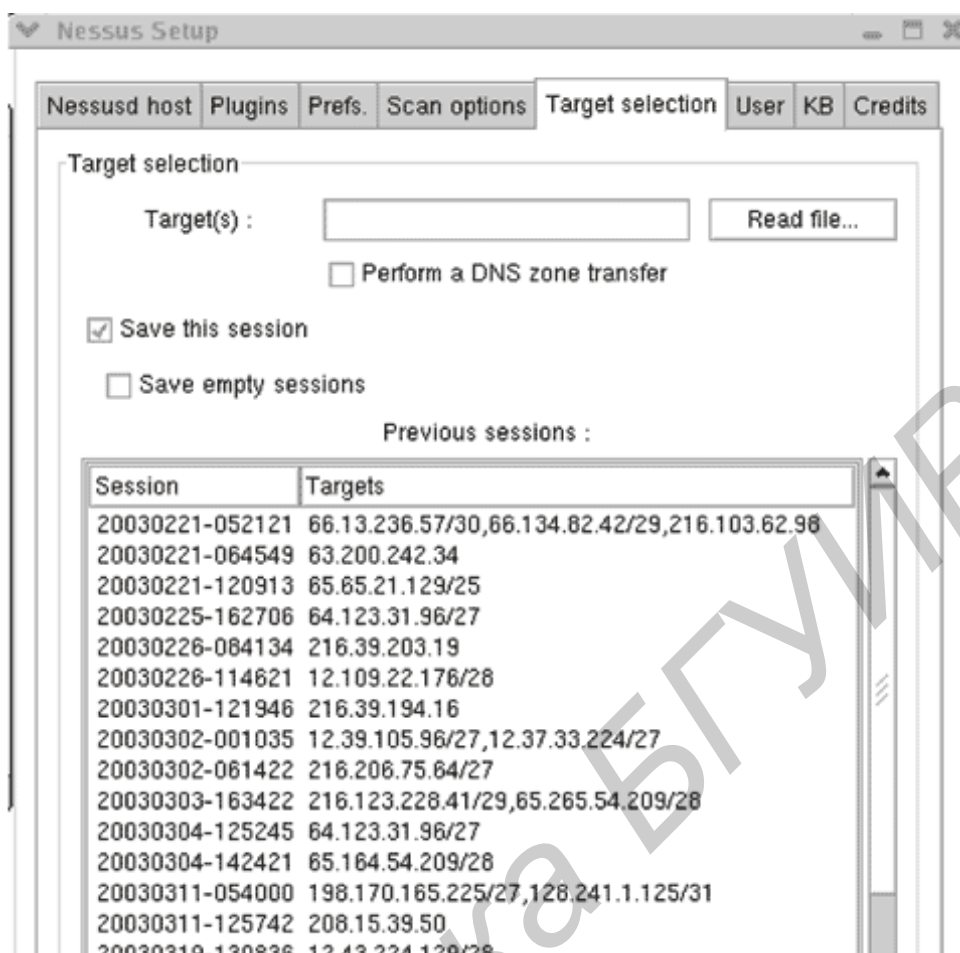 Nessus Setup
Nessusd host Plugins Prefs. Scan options Target selection User KB Credits
Target selection
Target(s) :
Read file...
Perform a DNS zone transfer
Save this session
Save empty sessions
Previous sessions :
Session Targets
20030221-052121 66.13.236.57/30,66.134.82.42/29,216.103.62.98
20030221-064549 63.200.242.34
20030221-120913 65.65.21.129/25
20030225-162706 64.123.31.96/27
20030226-084134 216.39.203.19
20030226-114621 12.109.22.176/28
20030301-121946 216.39.194.16
20030302-001035 12.39.105.96/27,12.37.33.224/27
20030302-061422 216.206.75.64/27
20030303-163422 216.123.228.41/29,65.265.54.209/28
20030304-125245 64.123.31.96/27
20030304-142421 65.164.54.209/28
20030311-054000 198.170.165.225/27,128.241.1.125/31
20030311-125742 208.15.39.50
ка БГУИР